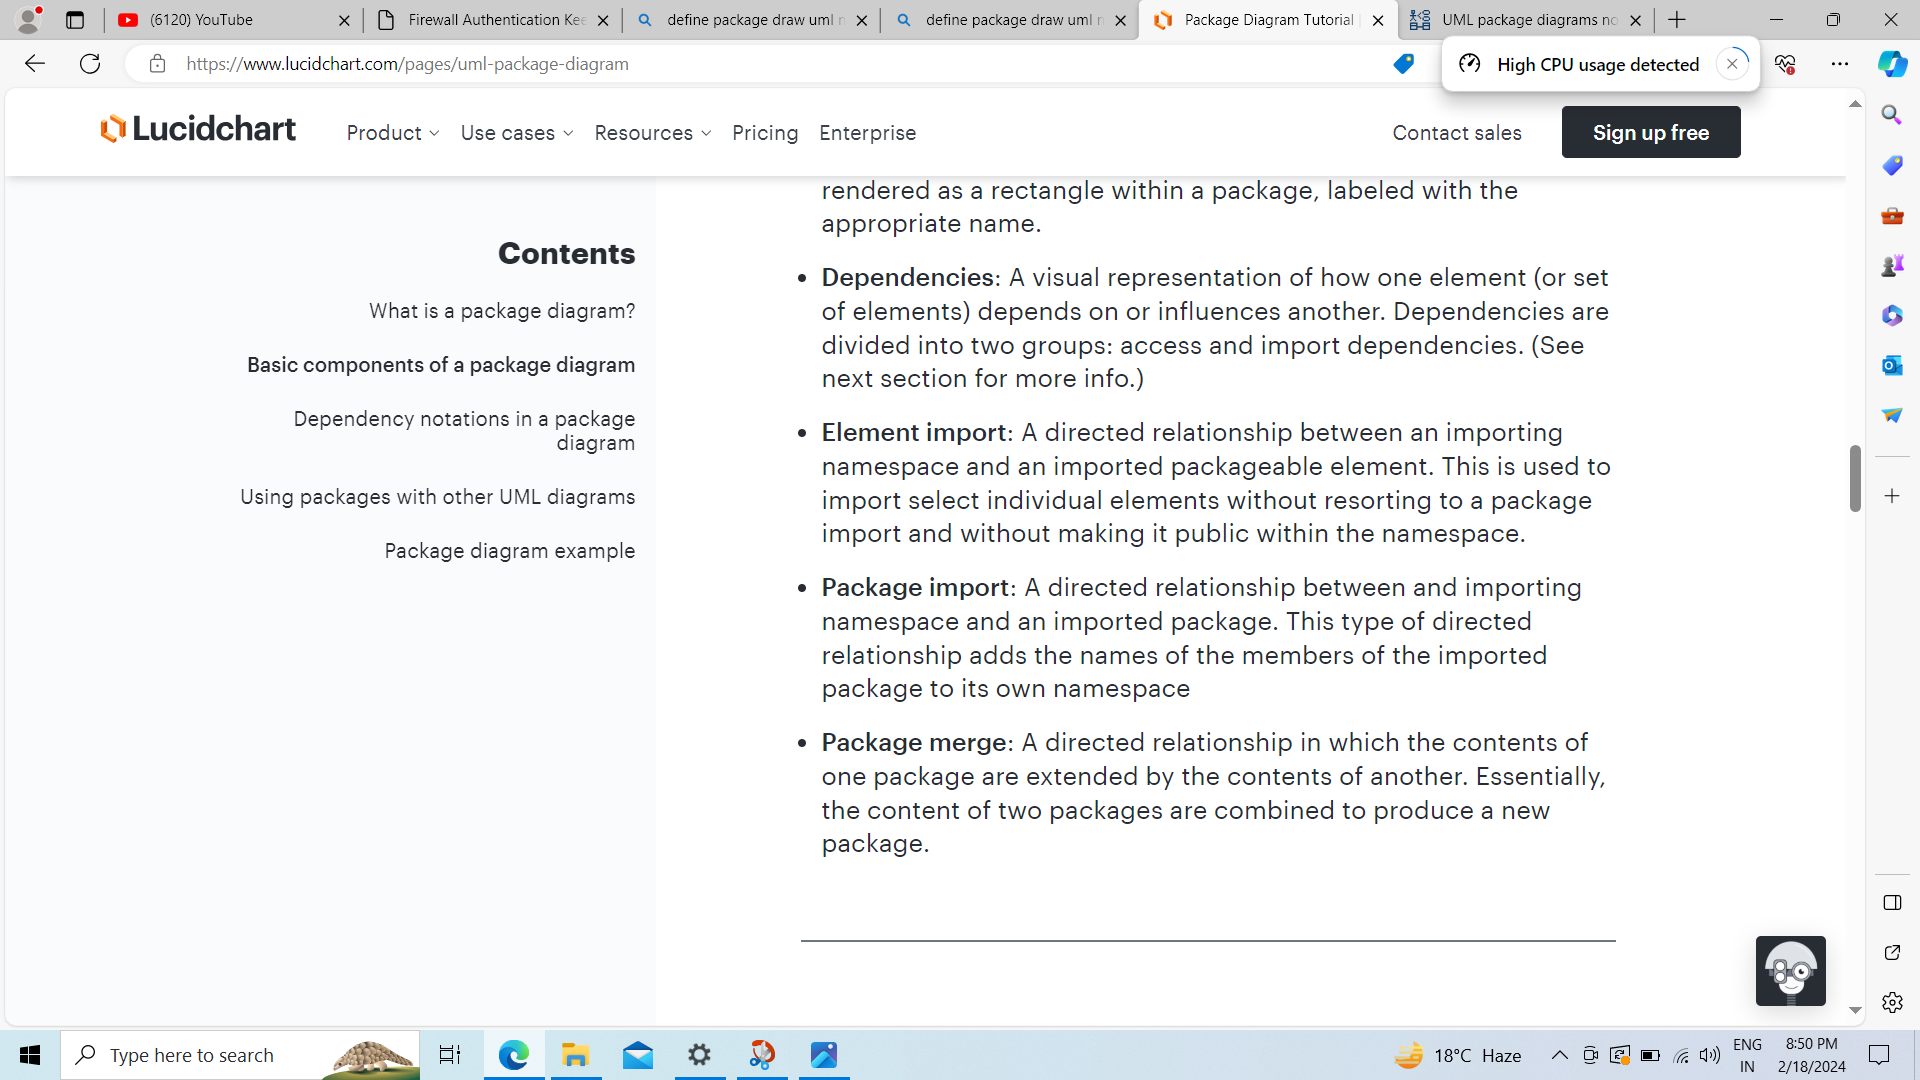 (6120) YouTube
Firewall Authentication Kee
define package draw uml n
define package draw uml n
Package Diagram Tutorial
UML package diagrams no
https://www.lucidchart.com/pages/uml-package-diagram
High CPU usage detected
Lucidchart
Product
Use cases
Resources
Pricing
Enterprise
Contact sales
Sign up free
Contents
What is a package diagram?
Basic components of a package diagram
Dependency notations in a package
diagram
Using packages with other UML diagrams
Package diagram example
rendered as a rectangle within a package, labeled with the
appropriate name.
• Dependencies: A visual representation of how one element (or set
of elements) depends on or influences another. Dependencies are
divided into two groups: access and import dependencies. (See
next section for more info.)
• Element import: A directed relationship between an importing
namespace and an imported packageable element. This is used to
import select individual elements without resorting to a package
import and without making it public within the namespace.
• Package import: A directed relationship between and importing
namespace and an imported package. This type of directed
relationship adds the names of the members of the imported
package to its own namespace
• Package merge: A directed relationship in which the contents of
one package are extended by the contents of another. Essentially,
the content of two packages are combined to produce a new
package.
Type here to search
18°C Haze
ENG
IN
8:50 PM
2/18/2024